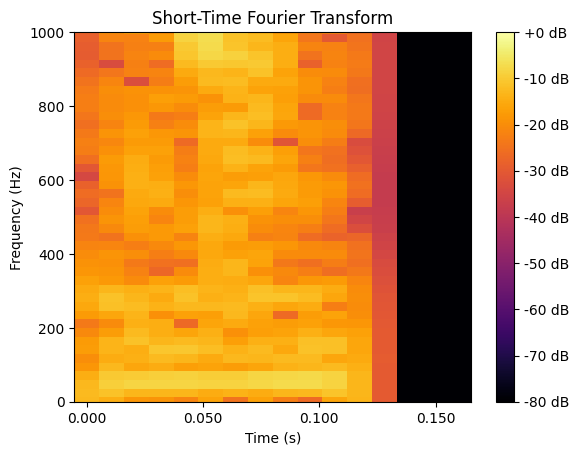 Short-Time Fourier Transform
1000
800
600
400
200
0
Frequency (Hz)
0.000
0.050
0.100
0.150
Time (s)
+0 dB
-10 dB
-20 dB
-30 dB
-40 dB
-50 dB
-60 dB
-70 dB
-80 dB